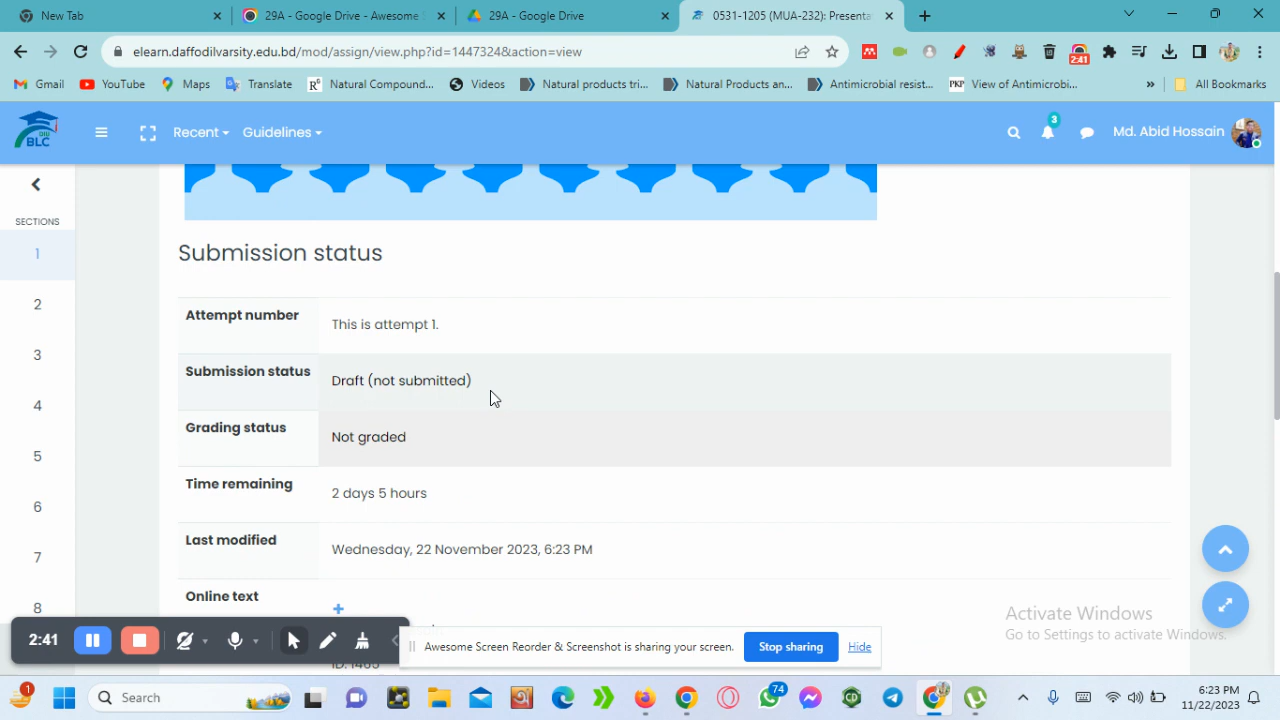 New Tab
29A - Google Drive - Awesome
29A - Google Drive
0531-1205 (MUA-232): Presenta
elearn.daffodilvarsity.edu.bd/mod/assign/view.php?id=1447324&action=view
2:41
Gmail
YouTube
Maps
Translate
Natural Compound...
Videos
Natural products tri...
Natural Products an...
Antimicrobial resist...
PKP
View of Antimicrobi...
»
All Bookmarks
DIU
BLC
Recent
Guidelines
3
Md. Abid Hossain
SECTIONS
1
2
3
4
5
6
7
8
Submission status
Attempt number
This is attempt 1.
Submission status
Draft (not submitted)
Grading status
Not graded
Time remaining
2 days 5 hours
Last modified
Wednesday, 22 November 2023, 6:23 PM
Online text
2:41
Awesome Screen Reorder & Screenshot is sharing your screen.
Stop sharing
Hide
Activate Windows
Go to Settings to activate Windows.
1
Search
74
6:23 PM
11/22/2023